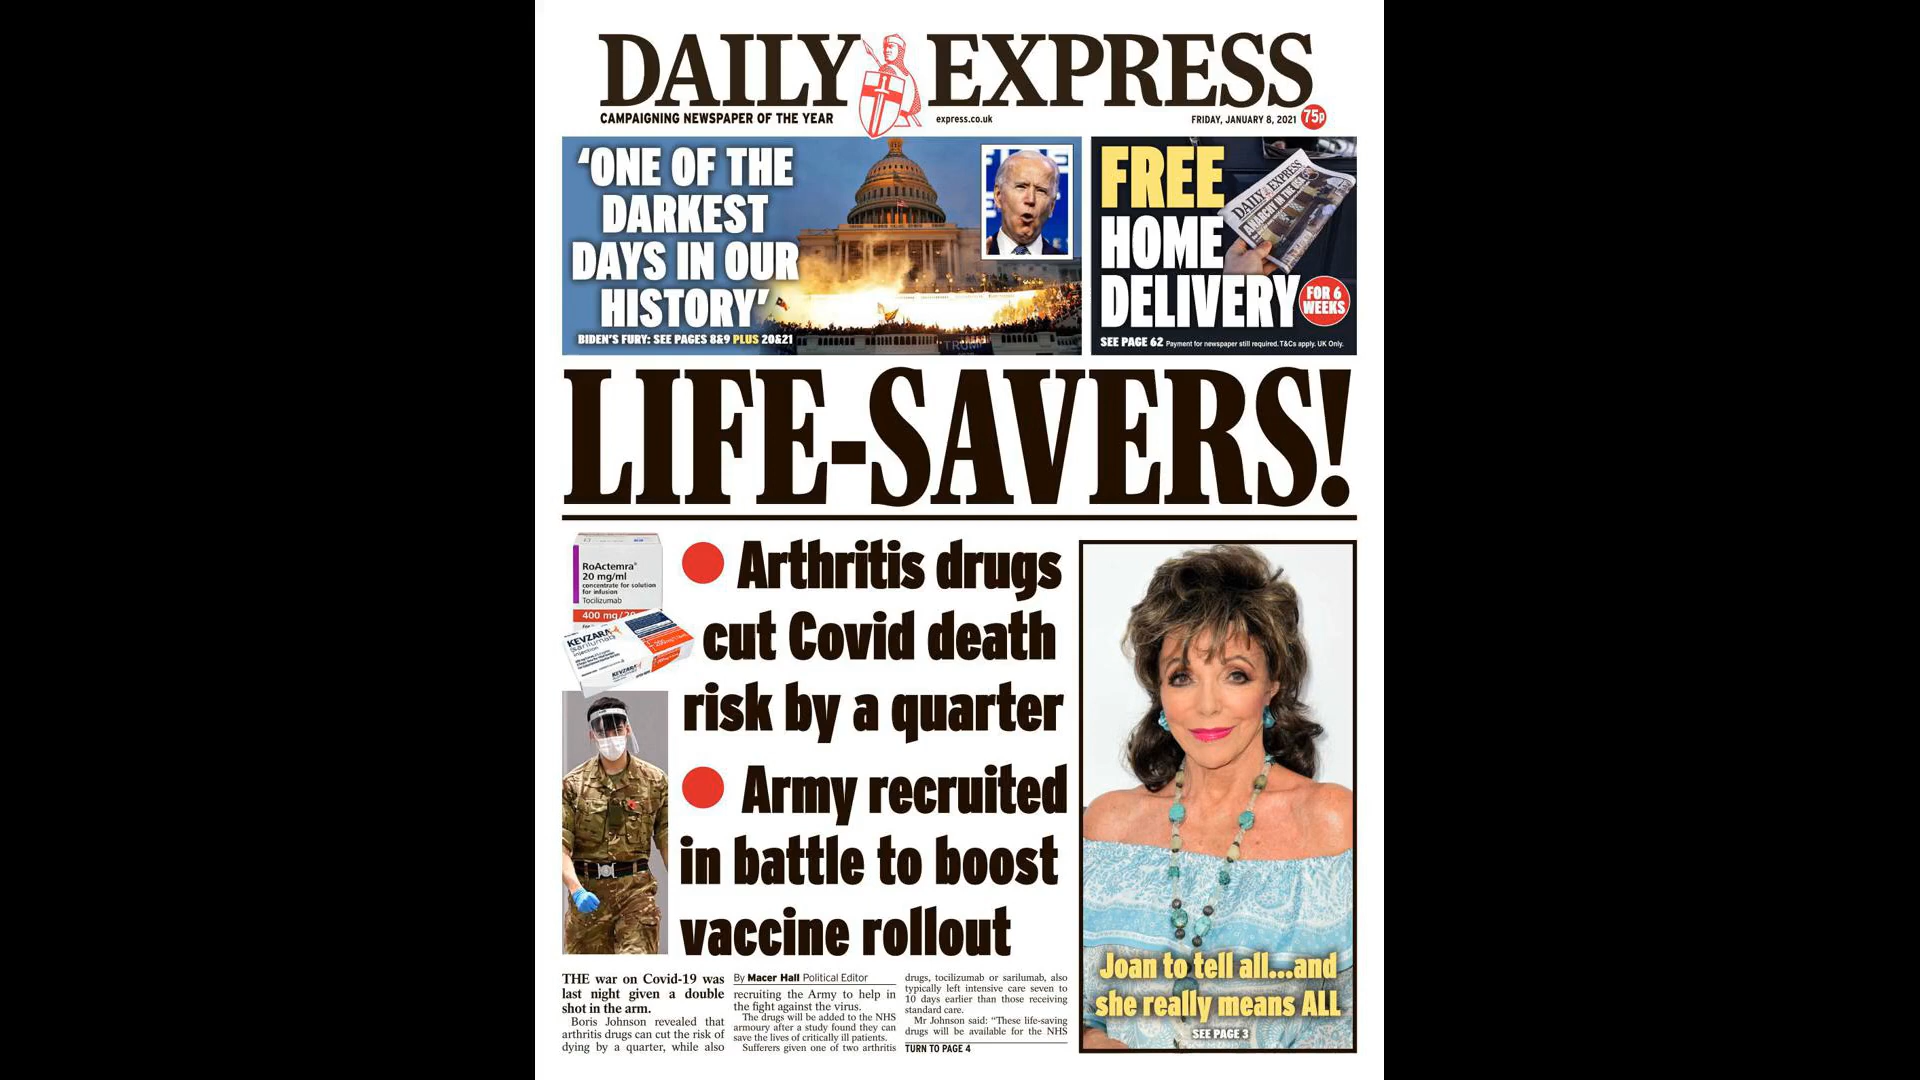 DAILY EXPRESS
CAMPAIGNING NEWSPAPER OF THE YEAR
express.co.uk
FRIDAY, JANUARY 8, 2021
75p
‘ONE OF THE
DARKEST
DAYS IN OUR
HISTORY’
BIDEN'S FURY: SEE PAGES 8&9 PLUS 20&21
TRUMP
FREE
HOME
DELIVERY
FOR 6
WEEKS
DAILY EXPRESS
SEE PAGE 62 Payment for newspaper still required. T&Cs apply. UK Only.
LIFE-SAVERS!
RoActemra®
20 mg/ml
concentrate for solution
for infusion
Tocilizumab
400 mg/20
KEVZARA
Sarilumab
injection
KEVZARA
Arthritis drugs
cut Covid death
risk by a quarter
Army recruited
in battle to boost
vaccine rollout
THE war on Covid-19 was
last night given a double
shot in the arm.
Boris Johnson revealed that
arthritis drugs can cut the risk of
dying by a quarter, while also
By Macer Hall Political Editor
recruiting the Army to help in
the fight against the virus.
The drugs will be added to the NHS
armoury after a study found they can
save the lives of critically ill patients.
Sufferers given one of two arthritis
drugs, tocilizumab or sarilumab, also
typically left intensive care seven to
10 days earlier than those receiving
standard care.
Mr Johnson said: “These life-saving
drugs will be available for the NHS
TURN TO PAGE 4
Joan to tell all...and
she really means ALL
SEE PAGE 3